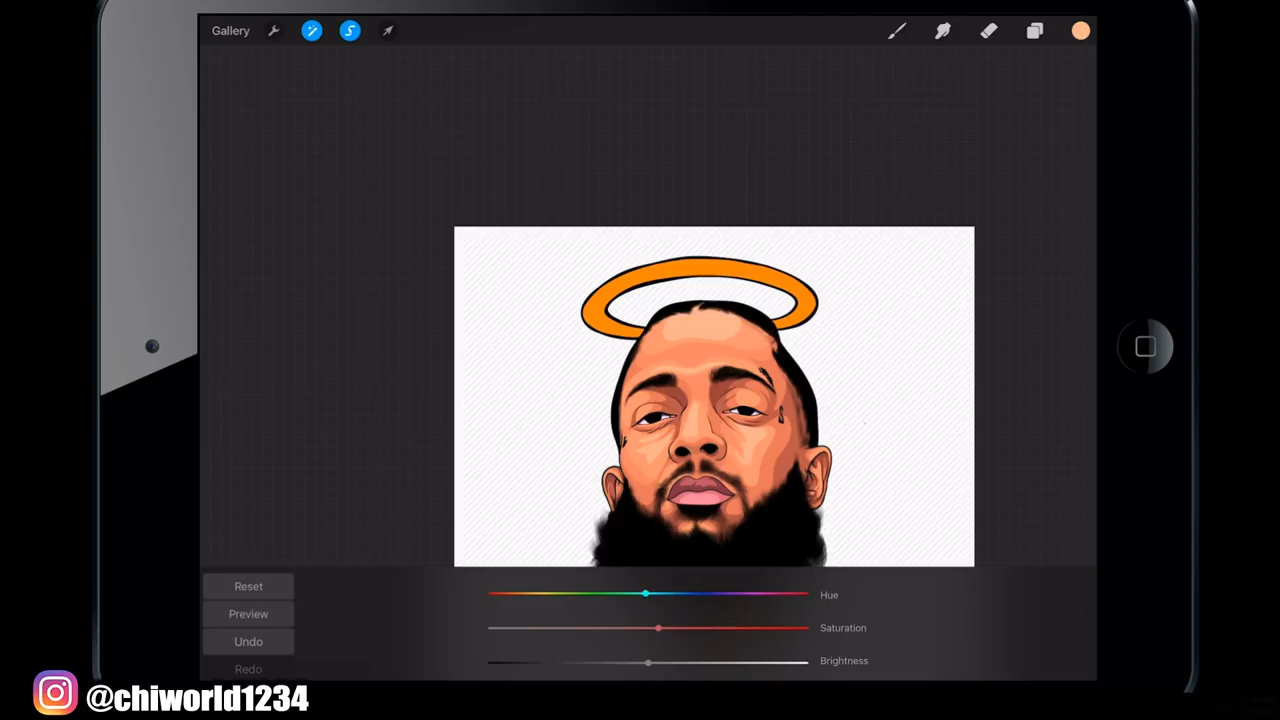 Gallery
Reset
Preview
Undo
Redo
Hue
Saturation
Brightness
@chiworld1234